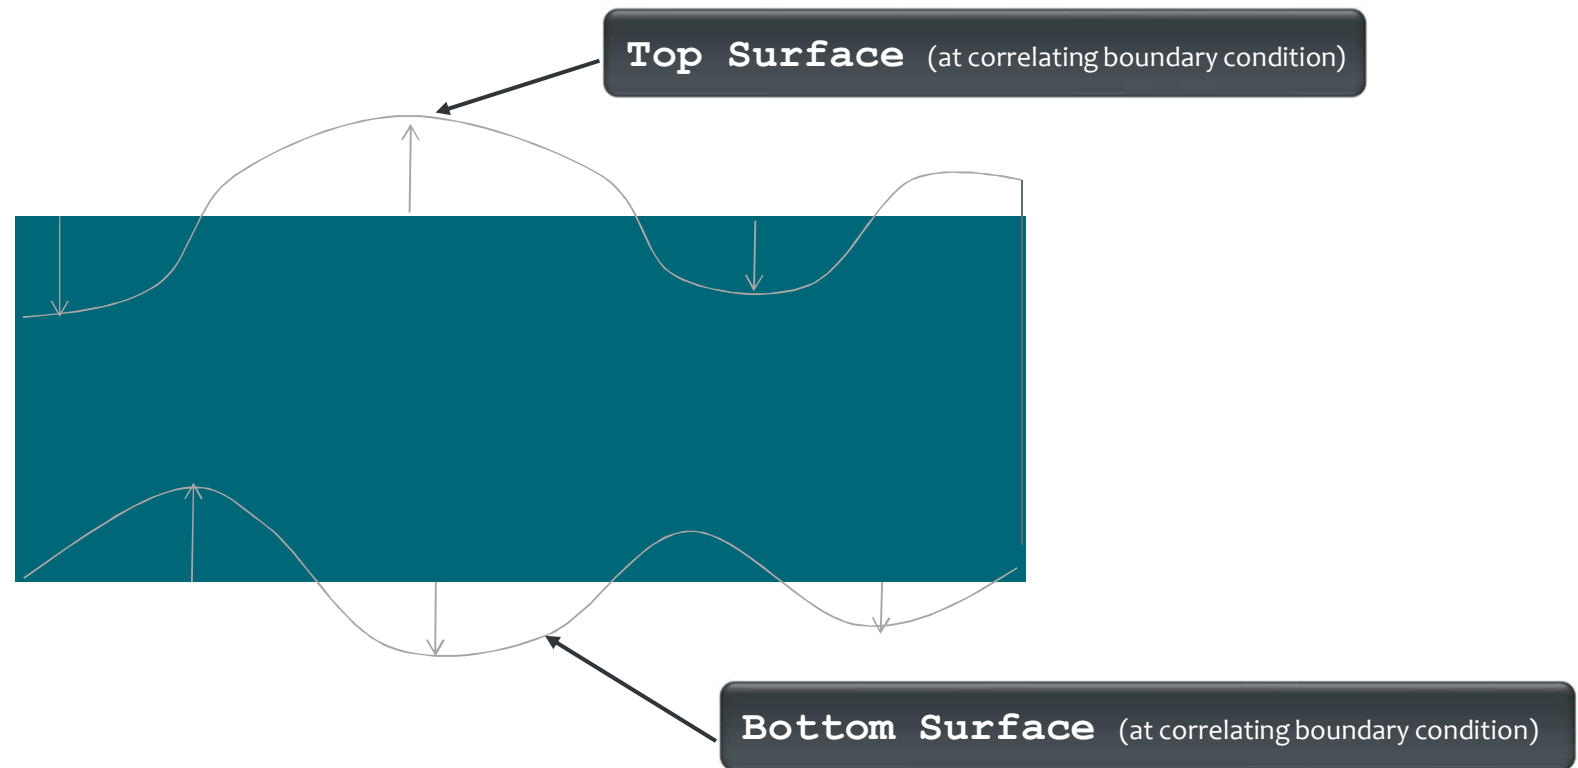 Top Surface (at correlating boundary condition)
Bottom Surface (at correlating boundary condition)